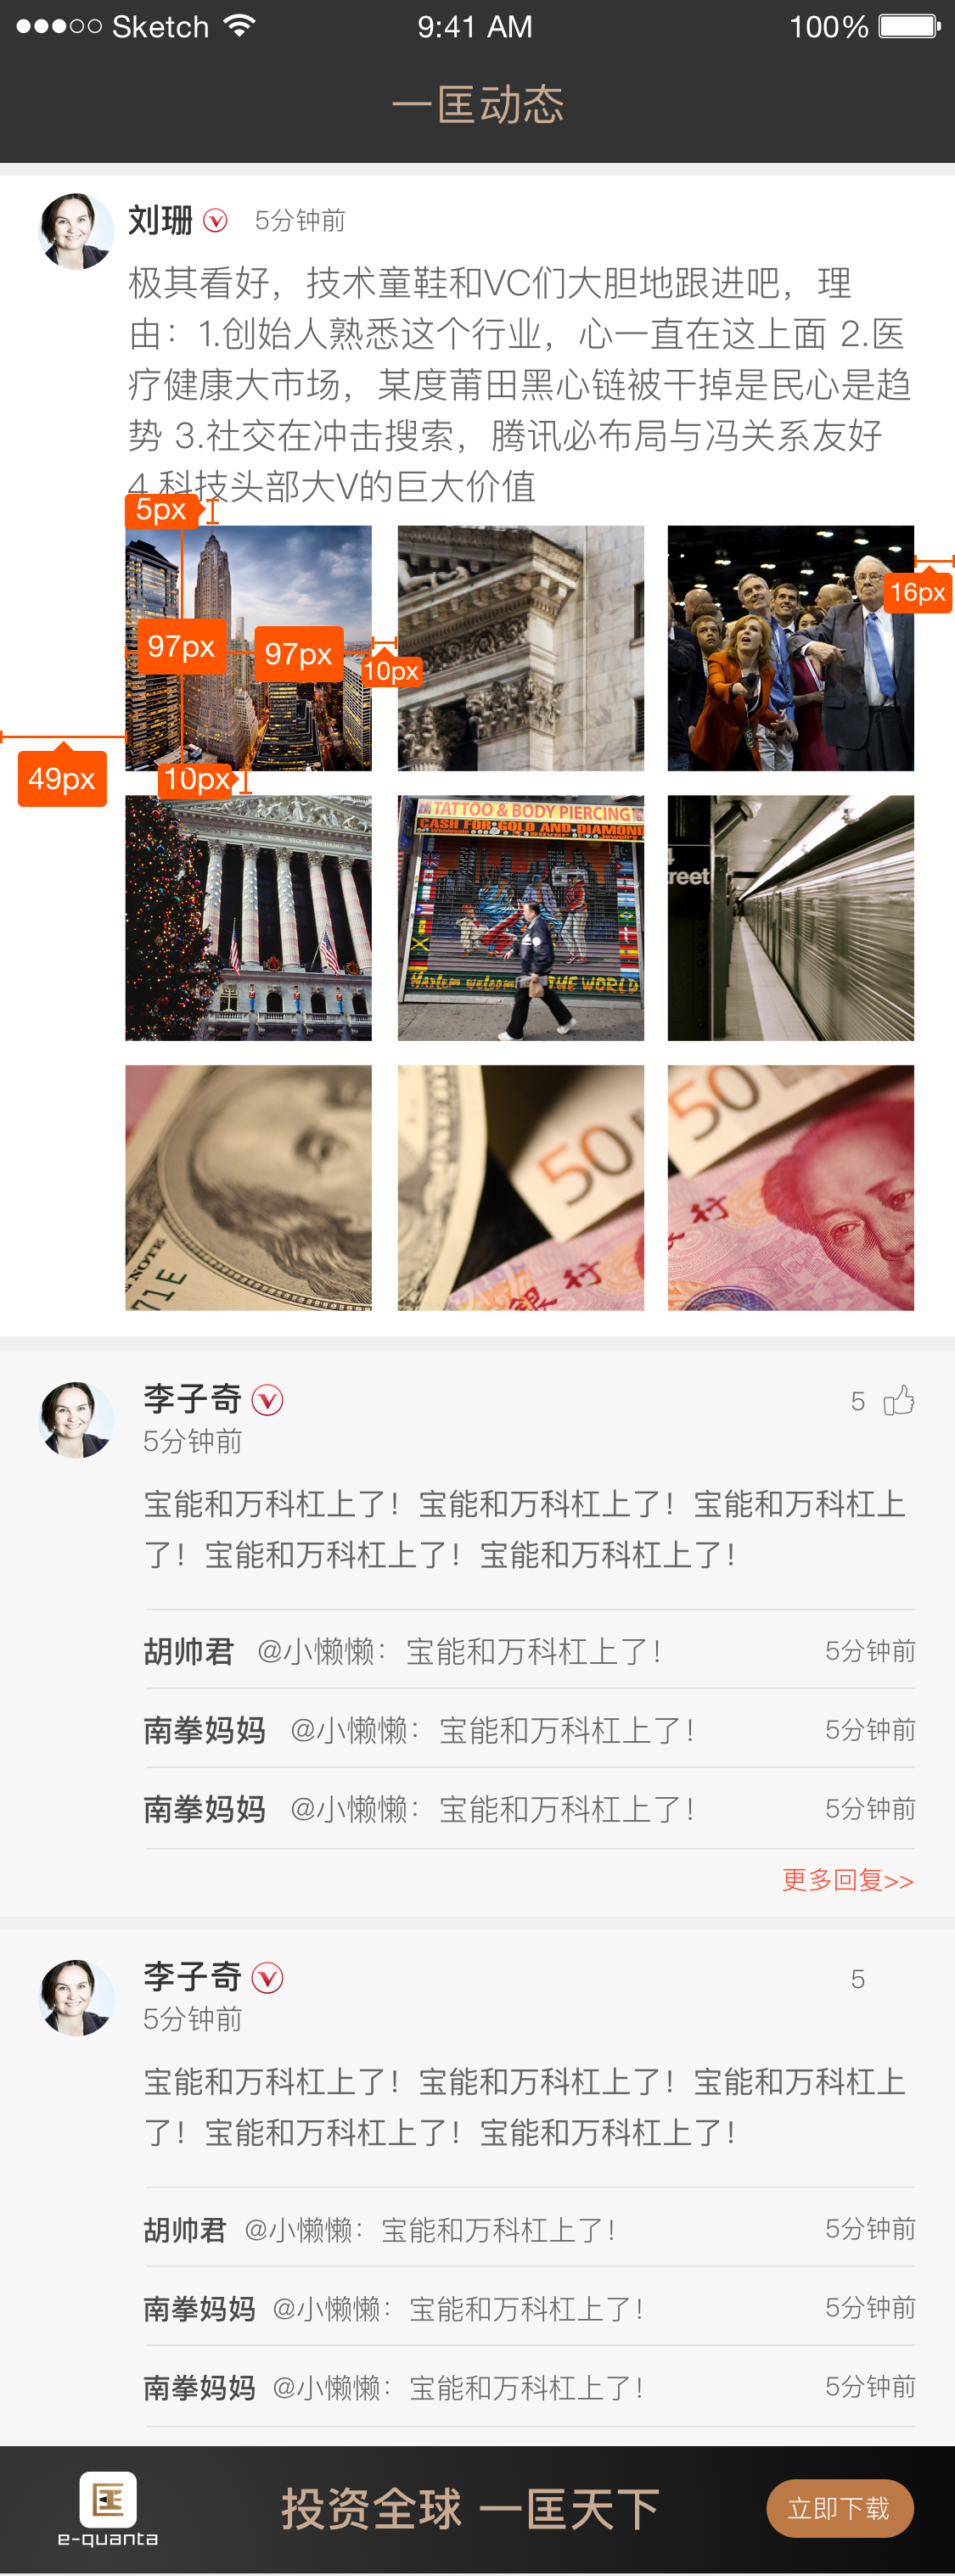 Sketch 9:41 AM 100%
一匡动态
刘珊 5分钟前
极其看好，技术童鞋和VC们大胆地跟进吧，理
由：1.创始人熟悉这个行业，心一直在这上面 2.医
疗健康大市场，某度莆田黑心链被干掉是民心是趋
势 3.社交在冲击搜索，腾讯必布局与冯关系友好
4.科技头部大V的巨大价值
5px
16px
97px 97px 10px
49px
10px
TATTOO & BODY PIERCING
CASH FOR GOLD AND DIAMOND
reet
Harlem welcome THE WORLD
NOTE
71E
50
50
行
行
李子奇 5
5分钟前
宝能和万科杠上了！宝能和万科杠上了！宝能和万科杠上
了！宝能和万科杠上了！宝能和万科杠上了！
胡帅君 @小懒懒：宝能和万科杠上了！ 5分钟前
南拳妈妈 @小懒懒：宝能和万科杠上了！ 5分钟前
南拳妈妈 @小懒懒：宝能和万科杠上了！ 5分钟前
更多回复>>
李子奇 5
5分钟前
宝能和万科杠上了！宝能和万科杠上了！宝能和万科杠上
了！宝能和万科杠上了！宝能和万科杠上了！
胡帅君 @小懒懒：宝能和万科杠上了！ 5分钟前
南拳妈妈 @小懒懒：宝能和万科杠上了！ 5分钟前
南拳妈妈 @小懒懒：宝能和万科杠上了！ 5分钟前
e-quanta
投资全球 一匡天下
立即下载